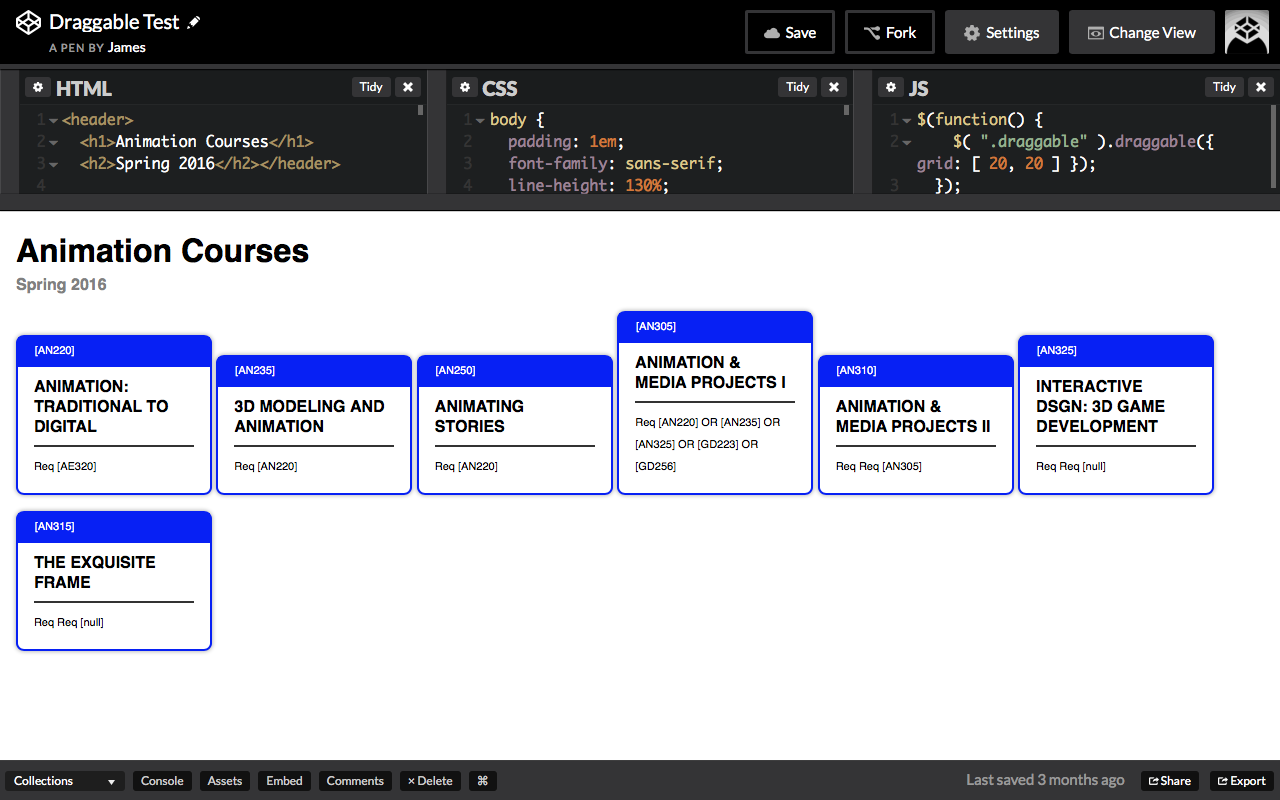 Draggable Test
A PEN BY James
Save
Fork
Settings
Change View
HTML
Tidy
1 <header>
2 <h1>Animation Courses</h1>
3 <h2>Spring 2016</h2></header>
4
CSS
Tidy
1 body {
2 padding: 1em;
3 font-family: sans-serif;
4 line-height: 130%;
JS
Tidy
1 $(function() {
2 $( ".draggable" ).draggable({
grid: [ 20, 20 ] });
3 });
Animation Courses
Spring 2016
[AN220]
ANIMATION:
TRADITIONAL TO
DIGITAL
Req [AE320]
[AN235]
3D MODELING AND
ANIMATION
Req [AN220]
[AN250]
ANIMATING
STORIES
Req [AN220]
[AN305]
ANIMATION &
MEDIA PROJECTS I
Req [AN220] OR [AN235] OR
[AN325] OR [GD223] OR
[GD256]
[AN310]
ANIMATION &
MEDIA PROJECTS II
Req Req [AN305]
[AN325]
INTERACTIVE
DSGN: 3D GAME
DEVELOPMENT
Req Req [null]
[AN315]
THE EXQUISITE
FRAME
Req Req [null]
Collections
Console
Assets
Embed
Comments
× Delete
⌘
Last saved 3 months ago
Share
Export